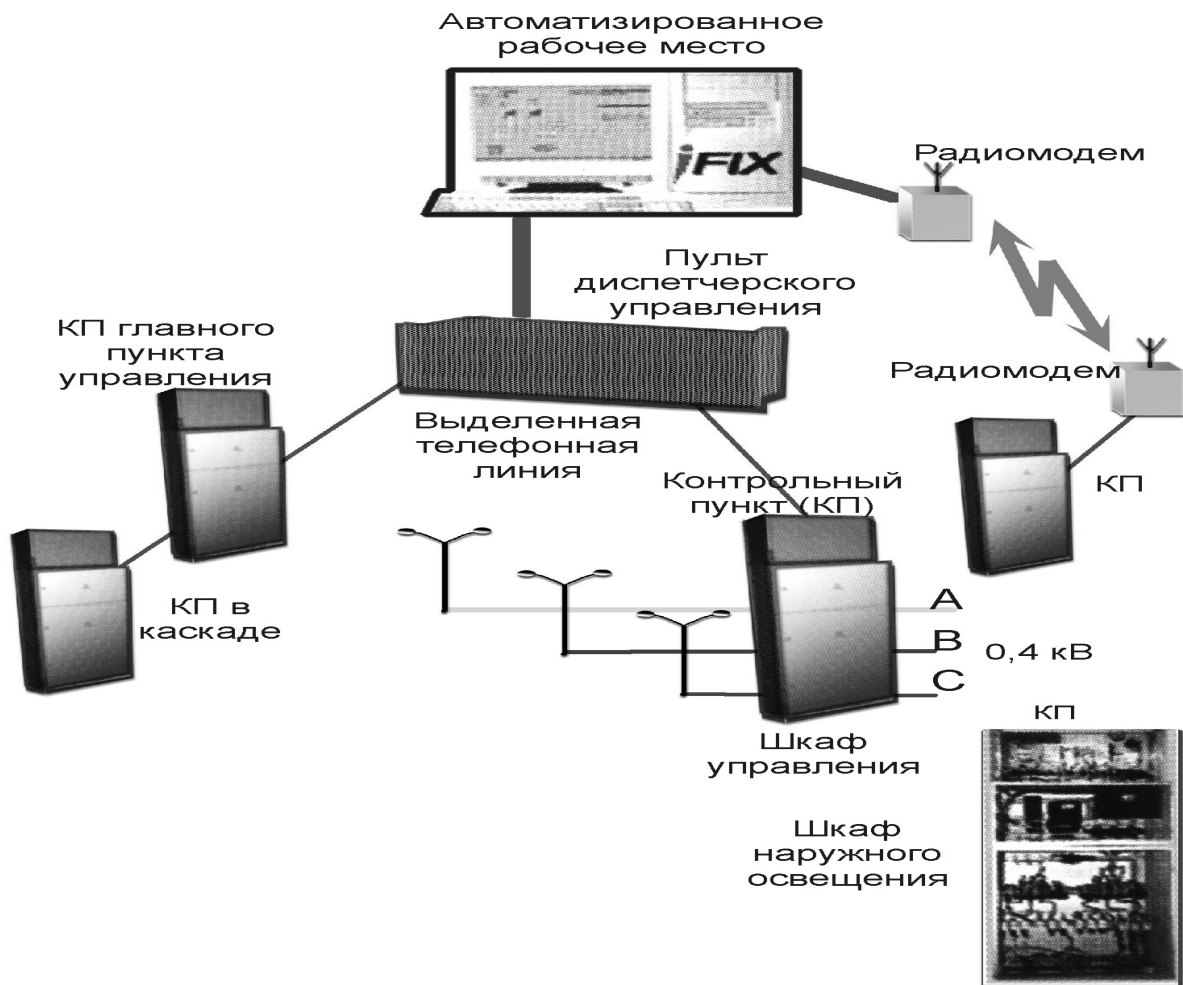 Автоматизированное
рабочее место
iFIX
Радиомодем
Пульт
диспетчерского
управления
КП главного
пункта
управления
Радиомодем
Выделенная
телефонная
линия
Контрольный
пункт (КП)
КП
КП в
каскаде
A
B
C
0,4 кВ
КП
Шкаф
управления
Шкаф
наружного
освещения